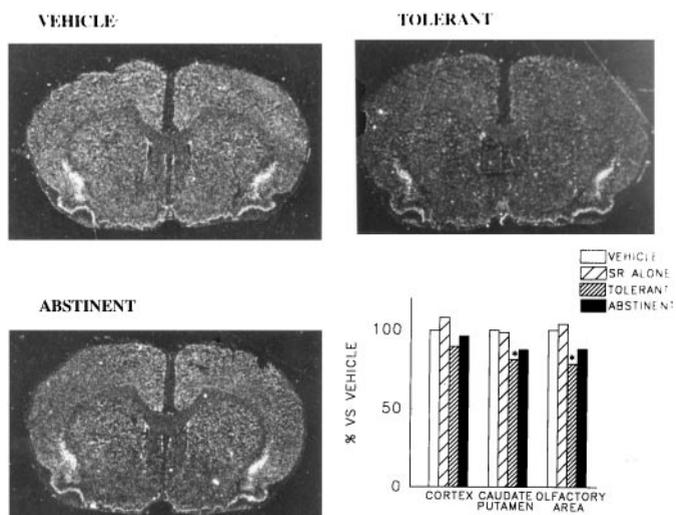 VEHICLE
TOLERANT
ABSTINENT
VEHICLE
SR ALONE
TOLERANT
ABSTINENT
% VS VEHICLE
100
50
0
*
*
CORTEX
CAUDATE PUTAMEN
OLFACTORY AREA